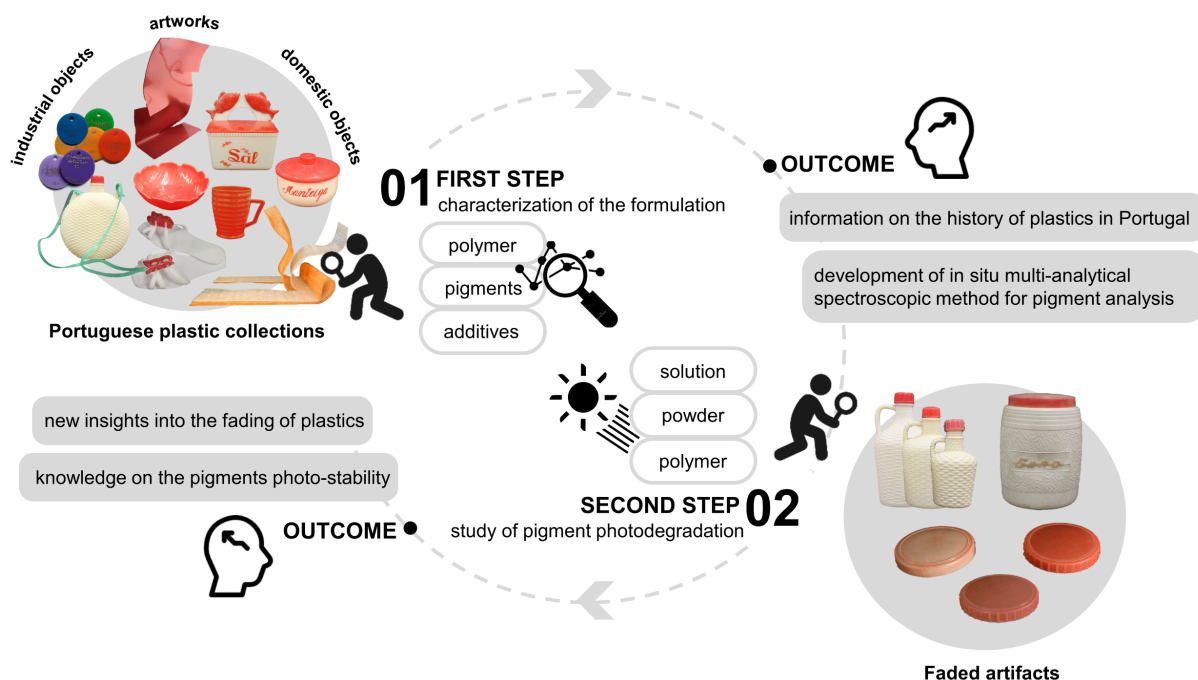 artworks
industrial objects
domestic objects
Sal
Manteiga
Portuguese plastic collections
01 FIRST STEP
characterization of the formulation
polymer
pigments
additives
OUTCOME
information on the history of plastics in Portugal
development of in situ multi-analytical
spectroscopic method for pigment analysis
solution
powder
polymer
SECOND STEP 02
study of pigment photodegradation
Faded artifacts
new insights into the fading of plastics
knowledge on the pigments photo-stability
OUTCOME